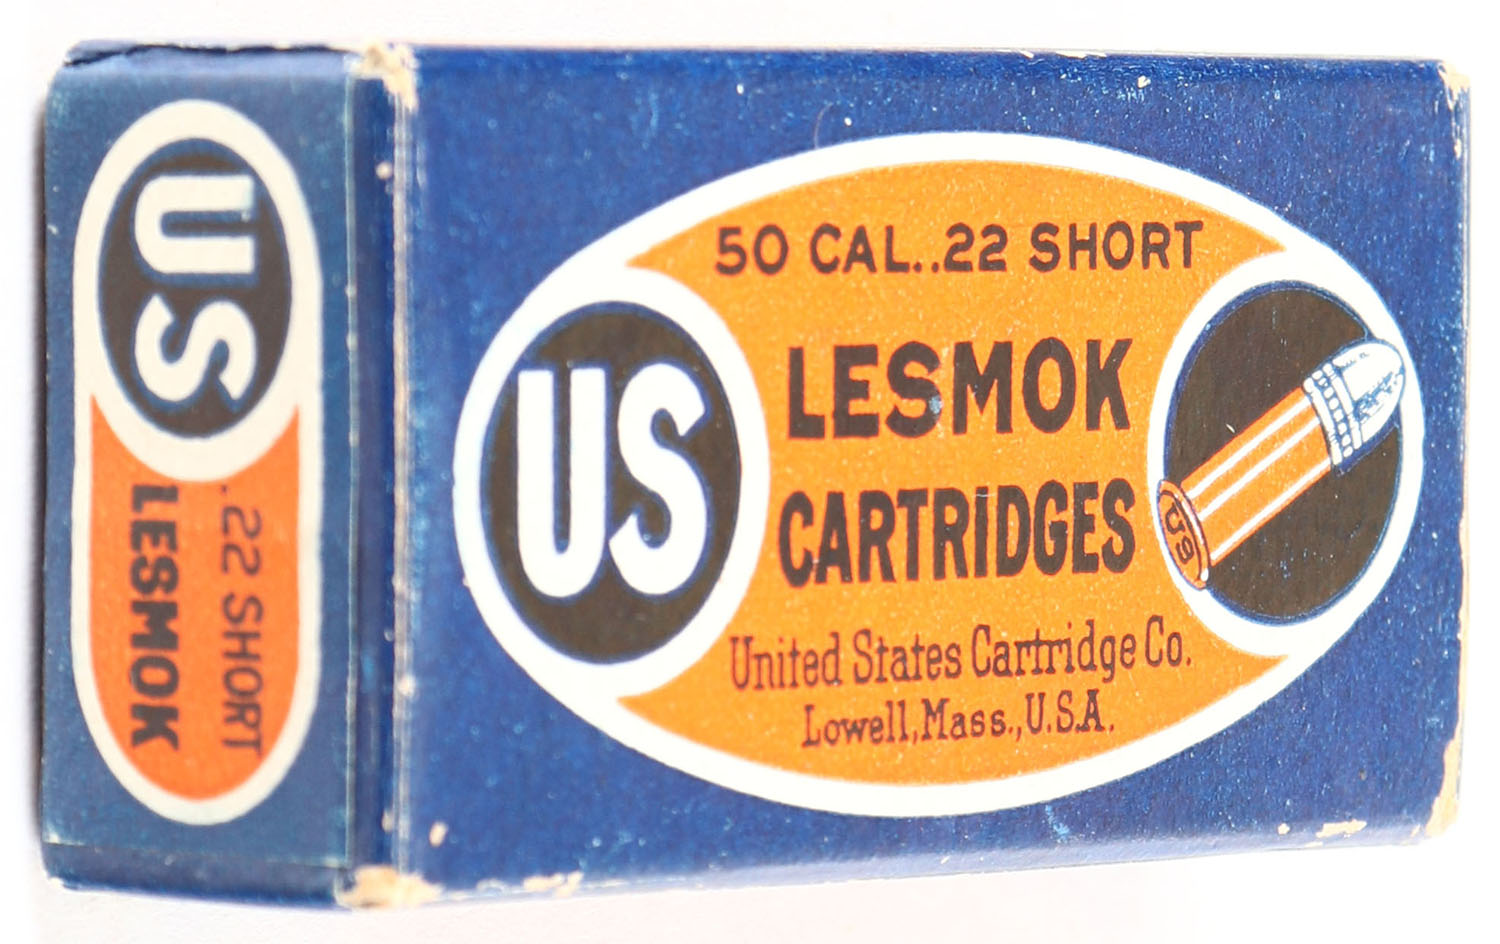 US
.22 SHORT
LESMOK
50 CAL..22 SHORT
US
LESMOK
CARTRIDGES
United States Cartridge Co.
Lowell,Mass.,U.S.A.
US